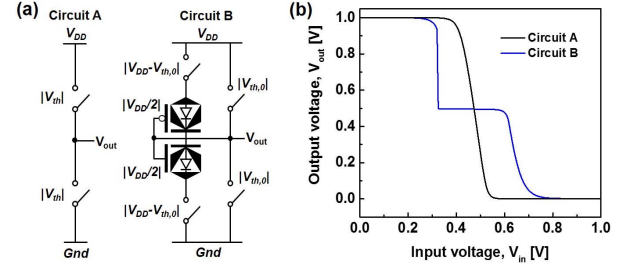 (a)
Circuit A
V_DD
|V_th|
V_out
|V_th|
Gnd
Circuit B
V_DD
|V_DD-V_th,0|
|V_th,0|
|V_DD/2|
V_out
|V_DD/2|
|V_DD-V_th,0|
|V_th,0|
Gnd
(b)
Output voltage, V_out [V]
1.0
0.8
0.6
0.4
0.2
0.0
Circuit A
Circuit B
0.0 0.2 0.4 0.6 0.8 1.0
Input voltage, V_in [V]